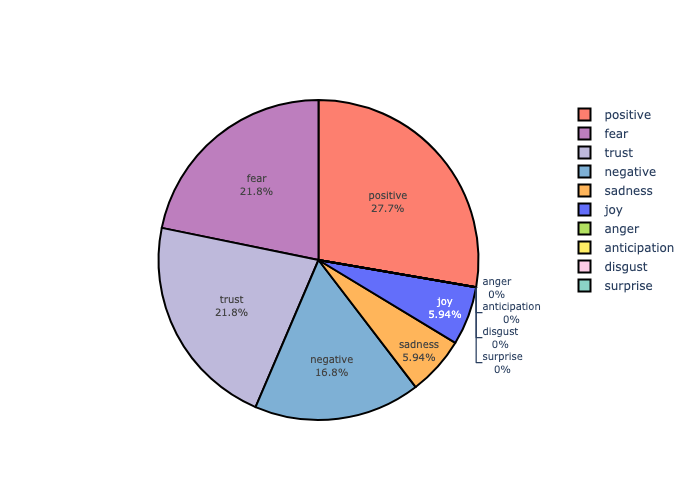 fear
21.8%
positive
27.7%
trust
21.8%
negative
16.8%
sadness
5.94%
joy
5.94%
anger
0%
anticipation
0%
disgust
0%
surprise
0%
positive
fear
trust
negative
sadness
joy
anger
anticipation
disgust
surprise